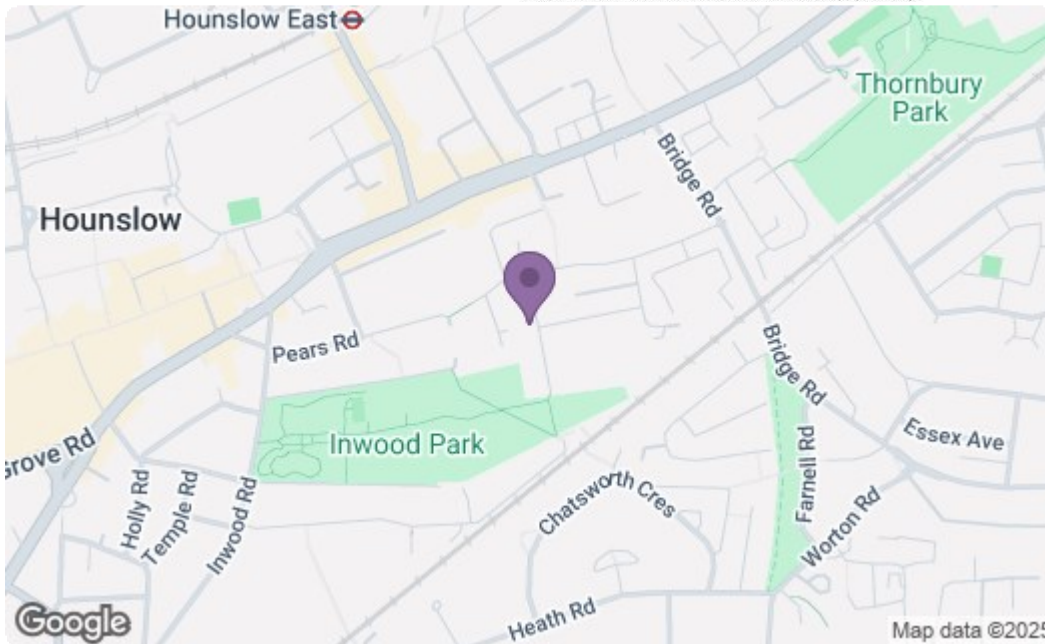 Hounslow East
Thornbury
Park
Bridge Rd
Hounslow
Pears Rd
Bridge Rd
Inwood Park
Essex Ave
Grove Rd
Farnell Rd
Holly Rd
Temple Rd
Inwood Rd
Chatsworth Cres
Worton Rd
Heath Rd
Google
Map data ©2025